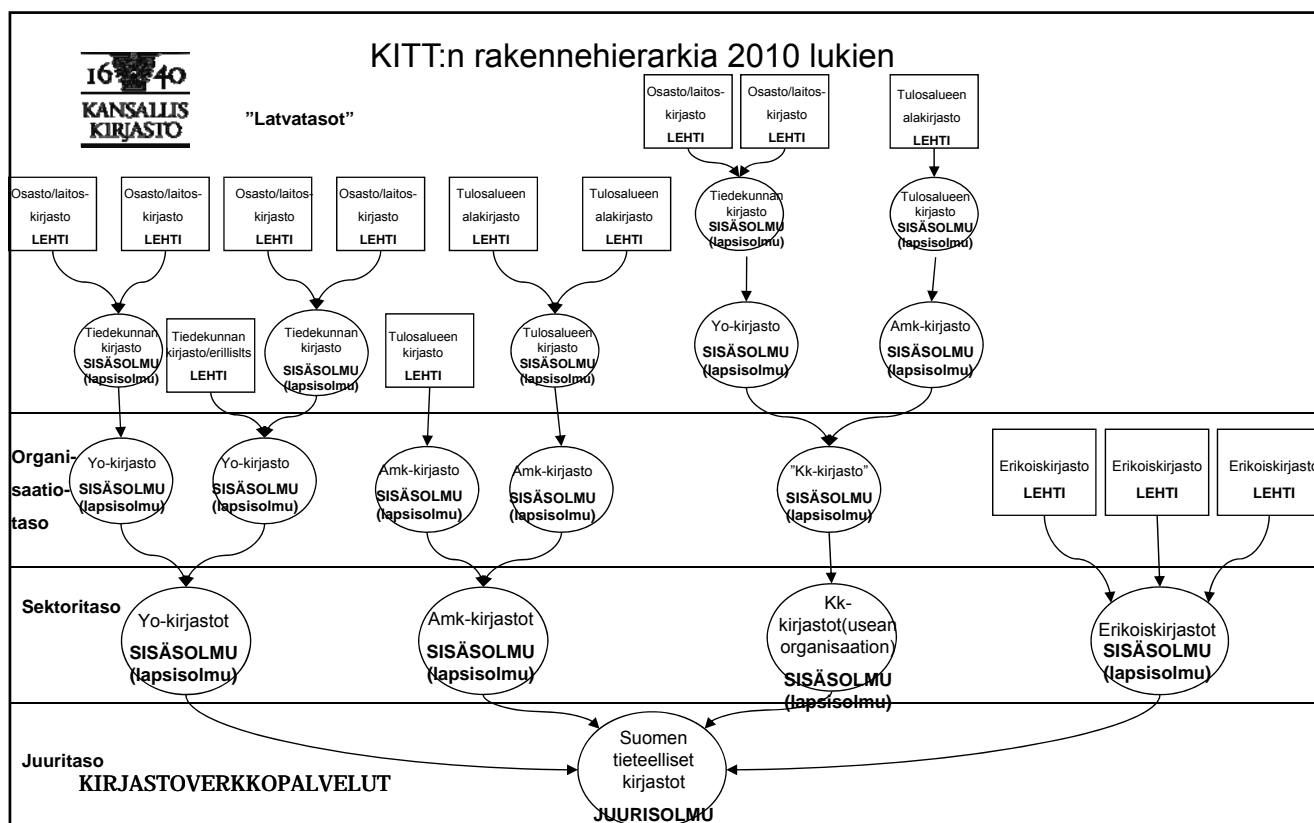 KITT:n rakennehierarkia 2010 lukien
16 40
KANSALLIS
KIRJASTO
"Latvatasot"
Osasto/laitos-
kirjasto
LEHTI
Osasto/laitos-
kirjasto
LEHTI
Tulosalueen
alakirjasto
LEHTI
Osasto/laitos-
kirjasto
LEHTI
Osasto/laitos-
kirjasto
LEHTI
Osasto/laitos-
kirjasto
LEHTI
Osasto/laitos-
kirjasto
LEHTI
Tulosalueen
alakirjasto
LEHTI
Tulosalueen
alakirjasto
LEHTI
Tiedekunnan
kirjasto
SISÄSOLMU
(lapsisolmu)
Tulosalueen
kirjasto
SISÄSOLMU
(lapsisolmu)
Tiedekunnan
kirjasto
SISÄSOLMU
(lapsisolmu)
Tiedekunnan
kirjasto/erillislts
LEHTI
Tiedekunnan
kirjasto
SISÄSOLMU
(lapsisolmu)
Tulosalueen
kirjasto
LEHTI
Tulosalueen
kirjasto
SISÄSOLMU
(lapsisolmu)
Yo-kirjasto
SISÄSOLMU
(lapsisolmu)
Amk-kirjasto
SISÄSOLMU
(lapsisolmu)
Organi-
saatio-
taso
Yo-kirjasto
SISÄSOLMU
(lapsisolmu)
Yo-kirjasto
SISÄSOLMU
(lapsisolmu)
Amk-kirjasto
SISÄSOLMU
(lapsisolmu)
Amk-kirjasto
SISÄSOLMU
(lapsisolmu)
"Kk-kirjasto"
SISÄSOLMU
(lapsisolmu)
Erikoiskirjasto
LEHTI
Erikoiskirjasto
LEHTI
Erikoiskirjasto
LEHTI
Sektoritaso
Yo-kirjastot
SISÄSOLMU
(lapsisolmu)
Amk-kirjastot
SISÄSOLMU
(lapsisolmu)
Kk-
kirjastot(usean
organisaation)
SISÄSOLMU
(lapsisolmu)
Erikoiskirjastot
SISÄSOLMU
(lapsisolmu)
Juuritaso
KIRJASTOVERKKOPALVELUT
Suomen
tieteelliset
kirjastot
JUURISOLMU